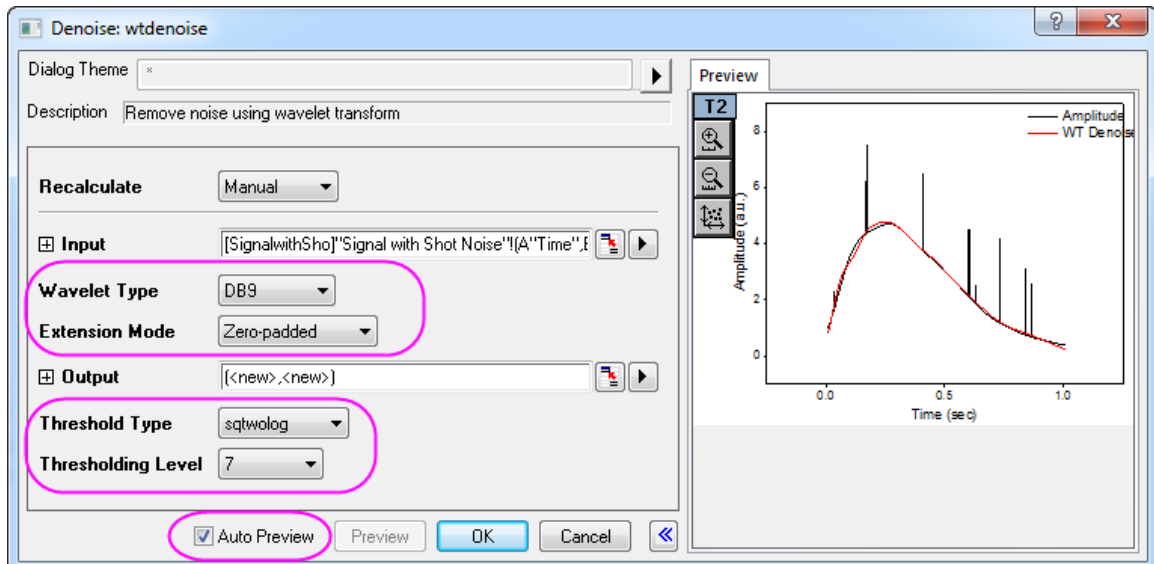 Denoise: wtdenoise
Dialog Theme *
Description Remove noise using wavelet transform
Recalculate Manual
Input [SignalwithSho]"Signal with Shot Noise"!(A"Time",E
Wavelet Type DB9
Extension Mode Zero-padded
Output (<new>,<new>)
Threshold Type sqtwolog
Thresholding Level 7
Auto Preview Preview OK Cancel
Preview
T2
Amplitude
WT Denoise
8
6
4
2
0
Amplitude (a.u.)
0.0 0.5 1.0
Time (sec)